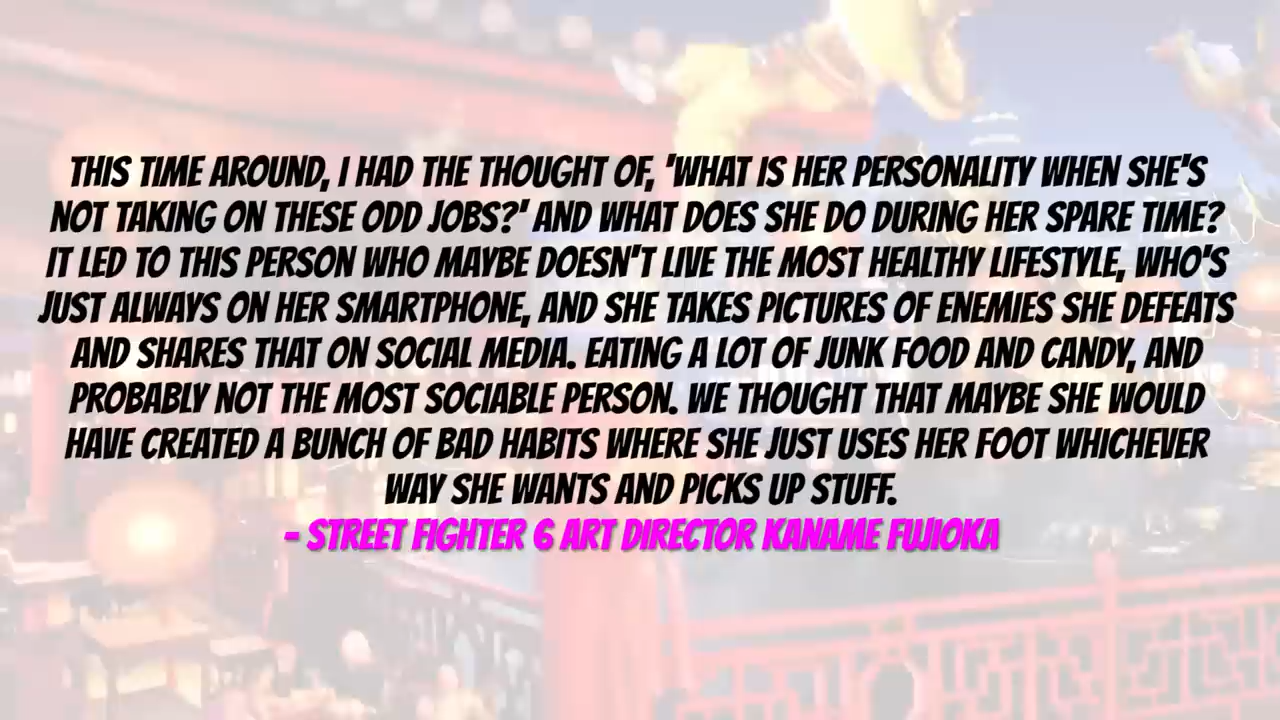 THIS TIME AROUND, I HAD THE THOUGHT OF, 'WHAT IS HER PERSONALITY WHEN SHE'S
NOT TAKING ON THESE ODD JOBS?' AND WHAT DOES SHE DO DURING HER SPARE TIME?
IT LED TO THIS PERSON WHO MAYBE DOESN'T LIVE THE MOST HEALTHY LIFESTYLE, WHO'S
JUST ALWAYS ON HER SMARTPHONE, AND SHE TAKES PICTURES OF ENEMIES SHE DEFEATS
AND SHARES THAT ON SOCIAL MEDIA. EATING A LOT OF JUNK FOOD AND CANDY, AND
PROBABLY NOT THE MOST SOCIABLE PERSON. WE THOUGHT THAT MAYBE SHE WOULD
HAVE CREATED A BUNCH OF BAD HABITS WHERE SHE JUST USES HER FOOT WHICHEVER
WAY SHE WANTS AND PICKS UP STUFF.
- STREET FIGHTER 6 ART DIRECTOR KANAME FUJIOKA